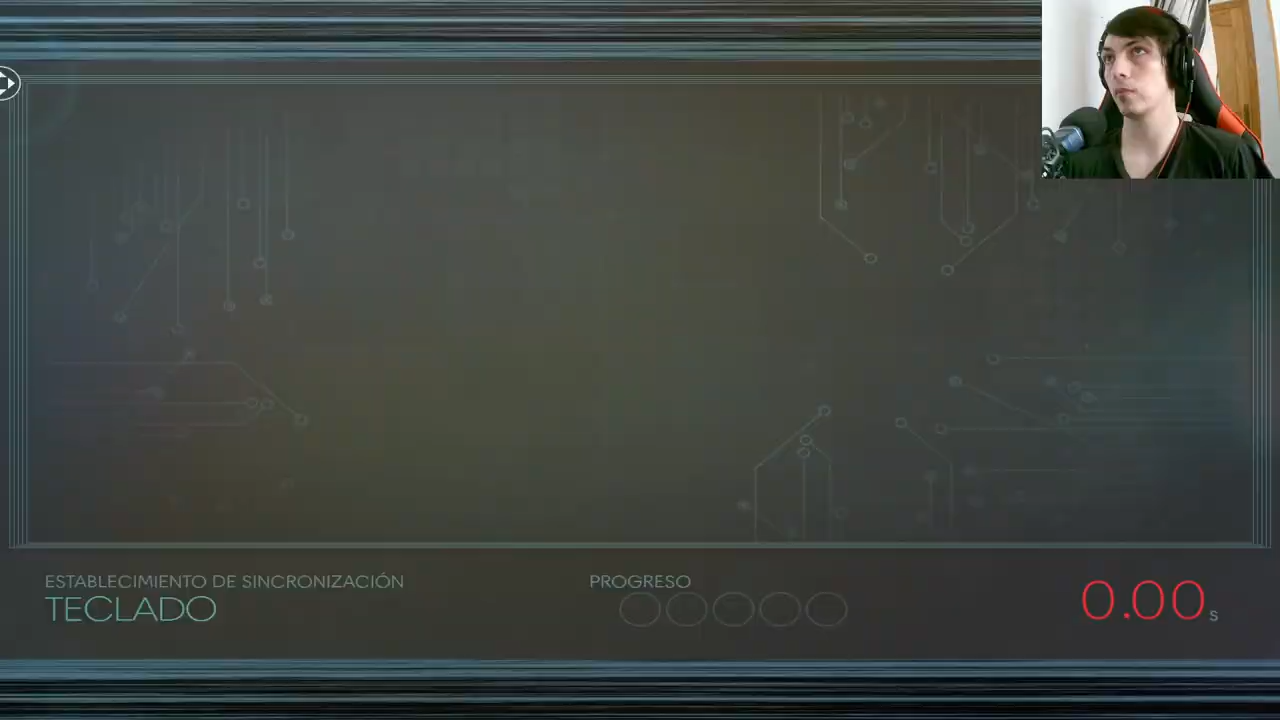 ESTABLECIMIENTO DE SINCRONIZACIÓN
TECLADO
PROGRESO
0.00s